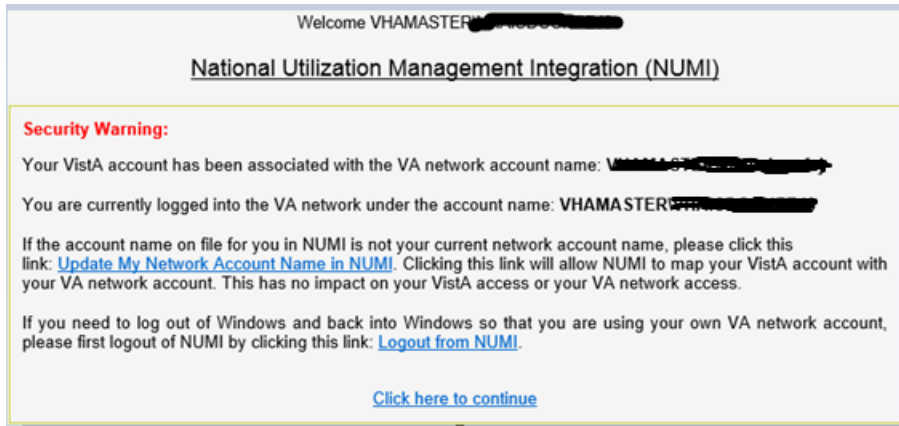 Welcome VHAMASTER
National Utilization Management Integration (NUMI)
Security Warning:
Your VistA account has been associated with the VA network account name:
You are currently logged into the VA network under the account name: VHAMASTER
If the account name on file for you in NUMI is not your current network account name, please click this
link: Update My Network Account Name in NUMI. Clicking this link will allow NUMI to map your VistA account with
your VA network account. This has no impact on your VistA access or your VA network access.
If you need to log out of Windows and back into Windows so that you are using your own VA network account,
please first logout of NUMI by clicking this link: Logout from NUMI.
Click here to continue